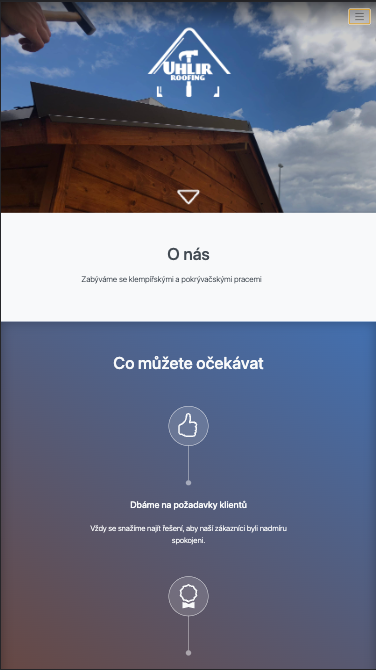 UHLIR
ROOFING
O nás
Zabýváme se klempířskými a pokrývačskými pracemi
Co můžete očekávat
Dbáme na požadavky klientů
Vždy se snažíme najít řešení, aby naši zákazníci byli nadmíru
spokojeni.